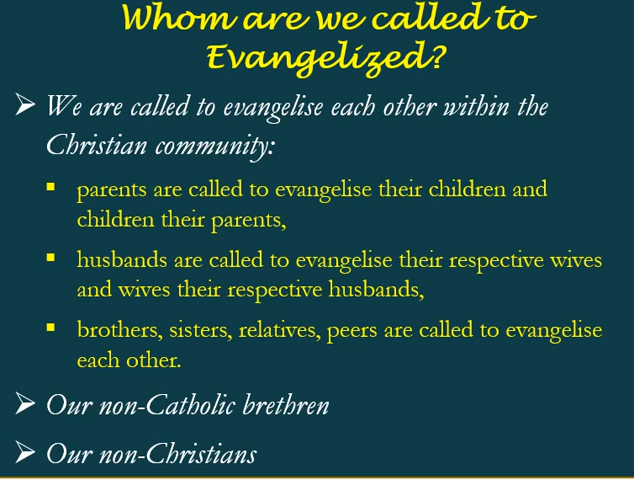 Whom are we called to
Evangelized?
➢ We are called to evangelise each other within the
Christian community:
▪ parents are called to evangelise their children and
children their parents,
▪ husbands are called to evangelise their respective wives
and wives their respective husbands,
▪ brothers, sisters, relatives, peers are called to evangelise
each other.
➢ Our non-Catholic brethren
➢ Our non-Christians